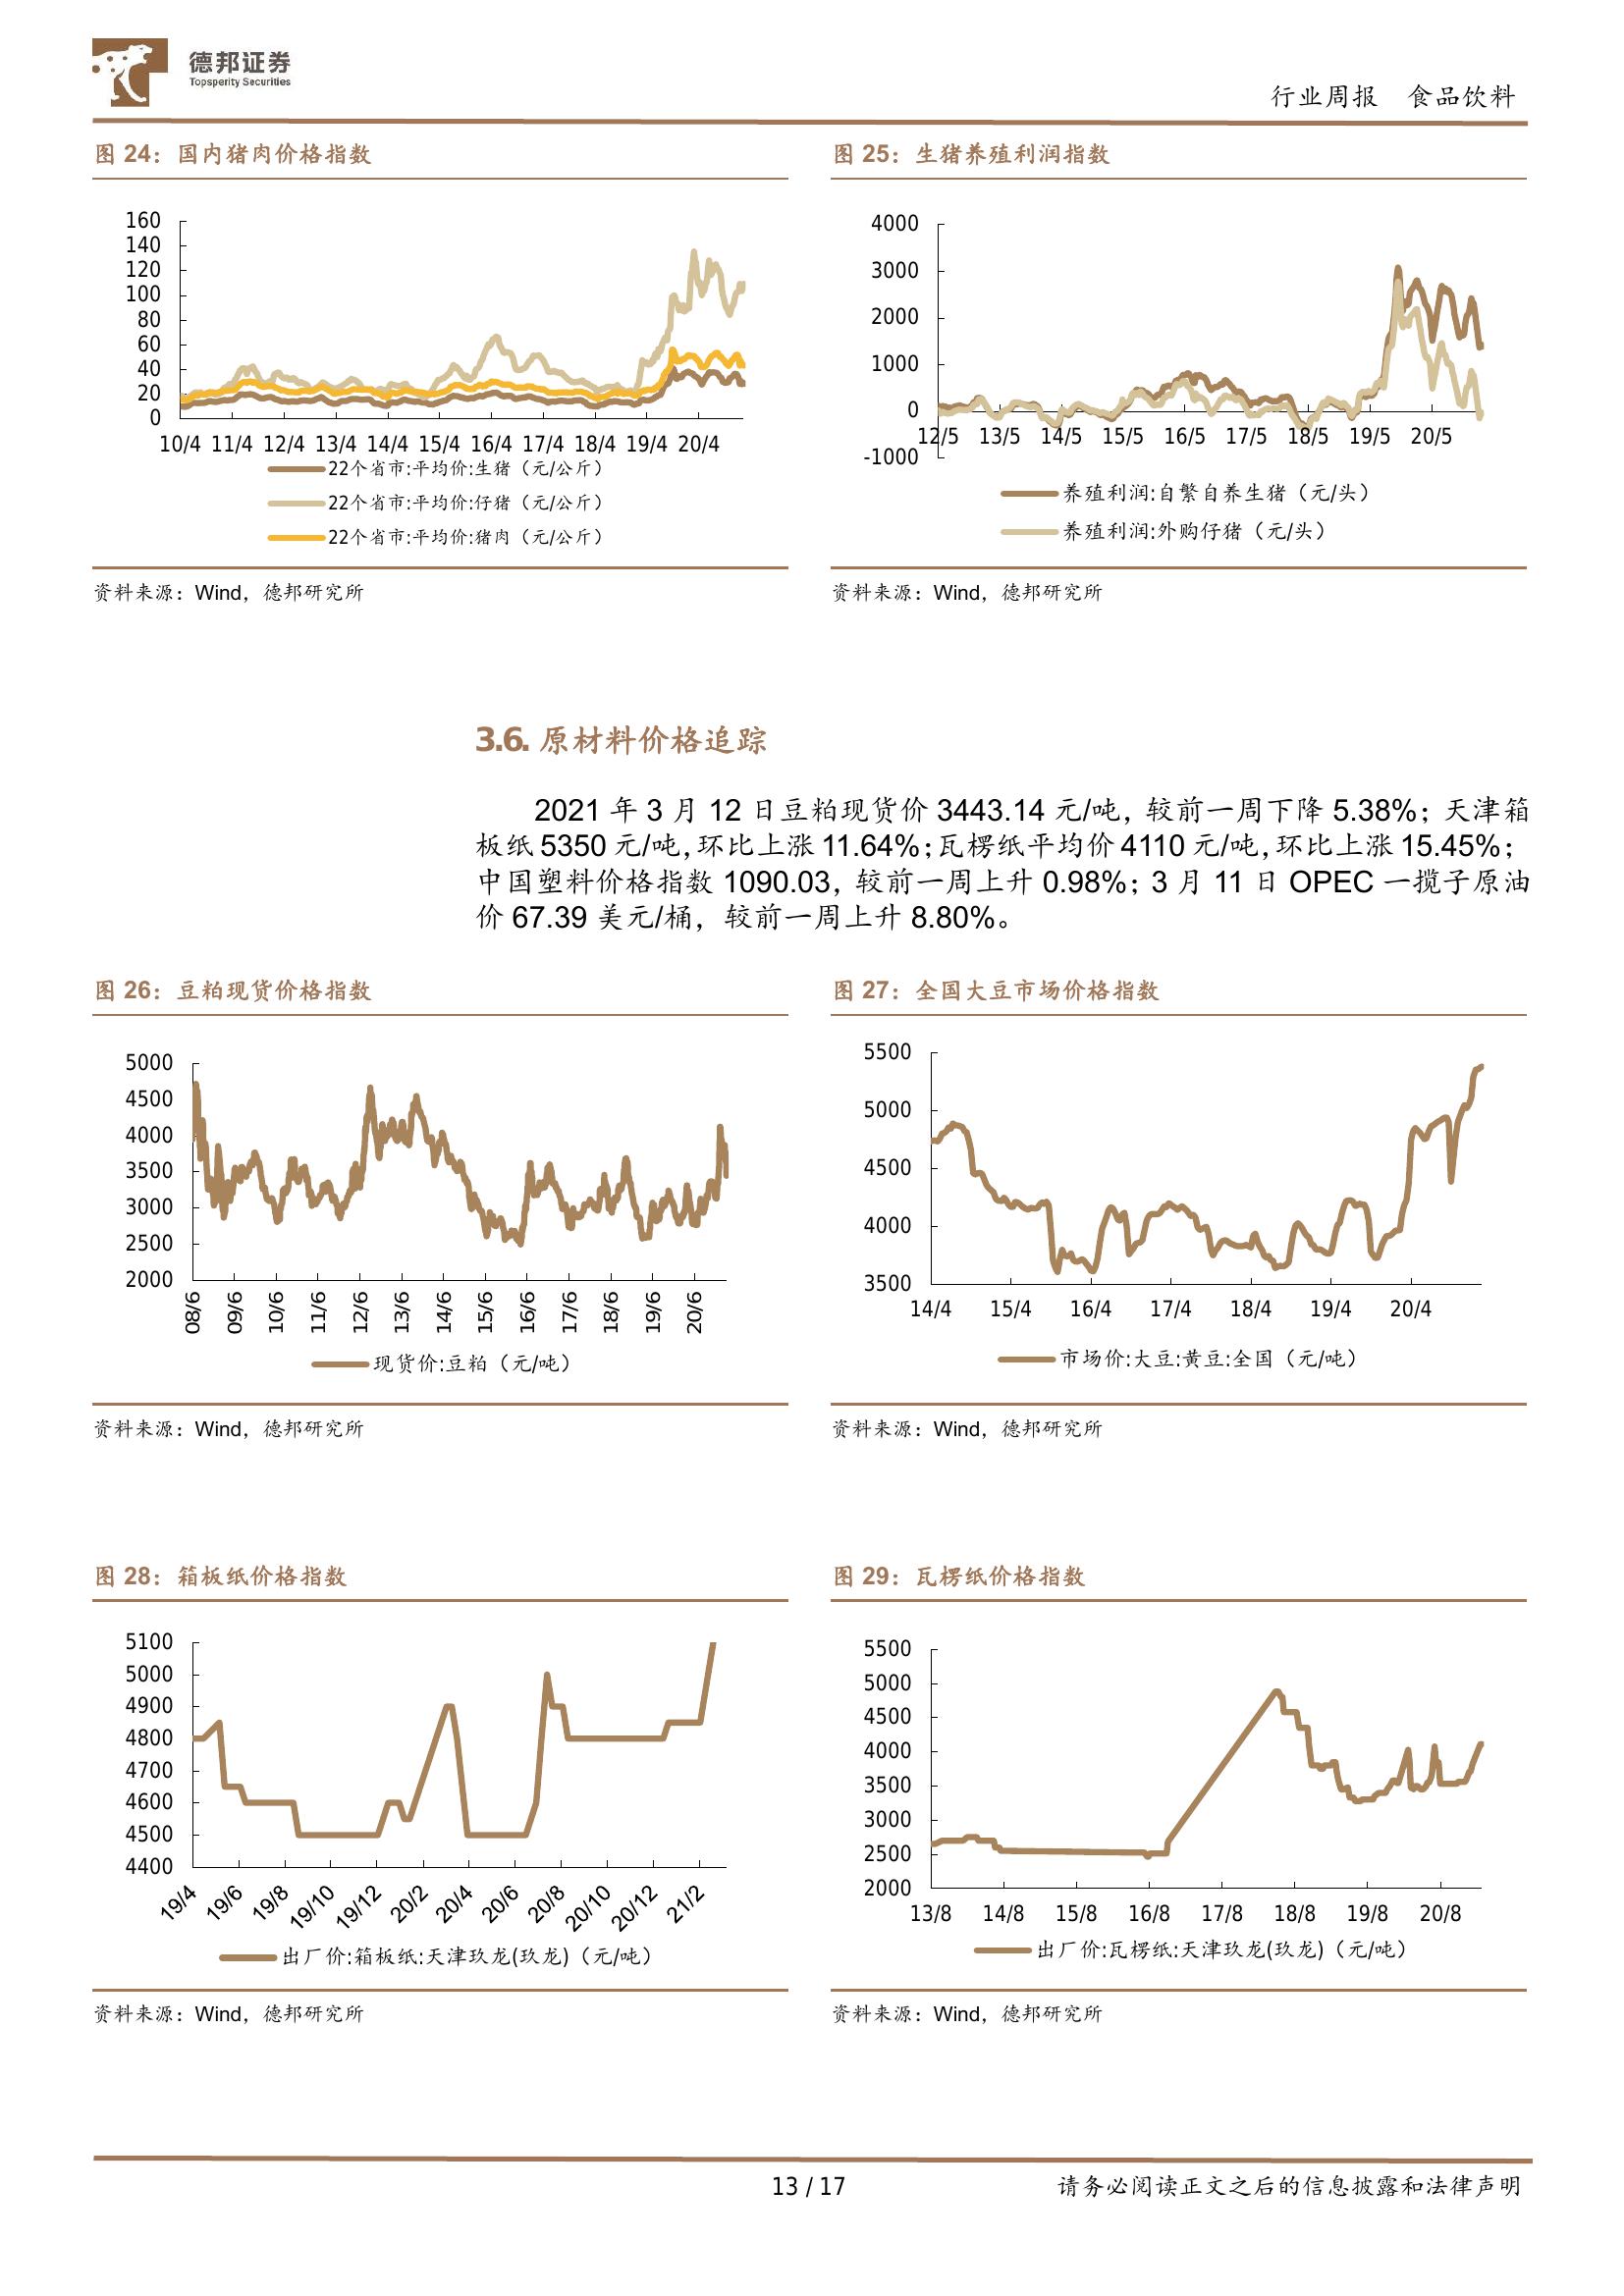 德邦证券
Topsperity Securities
行业周报 食品饮料
图 24：国内猪肉价格指数
160
140
120
100
80
60
40
20
0
10/4 11/4 12/4 13/4 14/4 15/4 16/4 17/4 18/4 19/4 20/4
22个省市:平均价:生猪（元/公斤）
22个省市:平均价:仔猪（元/公斤）
22个省市:平均价:猪肉（元/公斤）
资料来源：Wind，德邦研究所
图 25：生猪养殖利润指数
4000
3000
2000
1000
0
-1000
12/5 13/5 14/5 15/5 16/5 17/5 18/5 19/5 20/5
养殖利润:自繁自养生猪（元/头）
养殖利润:外购仔猪（元/头）
资料来源：Wind，德邦研究所
3.6. 原材料价格追踪
2021 年 3 月 12 日豆粕现货价 3443.14 元/吨，较前一周下降 5.38%；天津箱
板纸 5350 元/吨，环比上涨 11.64%；瓦楞纸平均价 4110 元/吨，环比上涨 15.45%；
中国塑料价格指数 1090.03，较前一周上升 0.98%；3 月 11 日 OPEC 一揽子原油
价 67.39 美元/桶，较前一周上升 8.80%。
图 26：豆粕现货价格指数
5000
4500
4000
3500
3000
2500
2000
08/6 09/6 10/6 11/6 12/6 13/6 14/6 15/6 16/6 17/6 18/6 19/6 20/6
现货价:豆粕（元/吨）
资料来源：Wind，德邦研究所
图 27：全国大豆市场价格指数
5500
5000
4500
4000
3500
14/4 15/4 16/4 17/4 18/4 19/4 20/4
市场价:大豆:黄豆:全国（元/吨）
资料来源：Wind，德邦研究所
图 28：箱板纸价格指数
5100
5000
4900
4800
4700
4600
4500
4400
19/4 19/6 19/8 19/10 19/12 20/2 20/4 20/6 20/8 20/10 20/12 21/2
出厂价:箱板纸:天津玖龙(玖龙)（元/吨）
资料来源：Wind，德邦研究所
图 29：瓦楞纸价格指数
5500
5000
4500
4000
3500
3000
2500
2000
13/8 14/8 15/8 16/8 17/8 18/8 19/8 20/8
出厂价:瓦楞纸:天津玖龙(玖龙)（元/吨）
资料来源：Wind，德邦研究所
13 / 17
请务必阅读正文之后的信息披露和法律声明